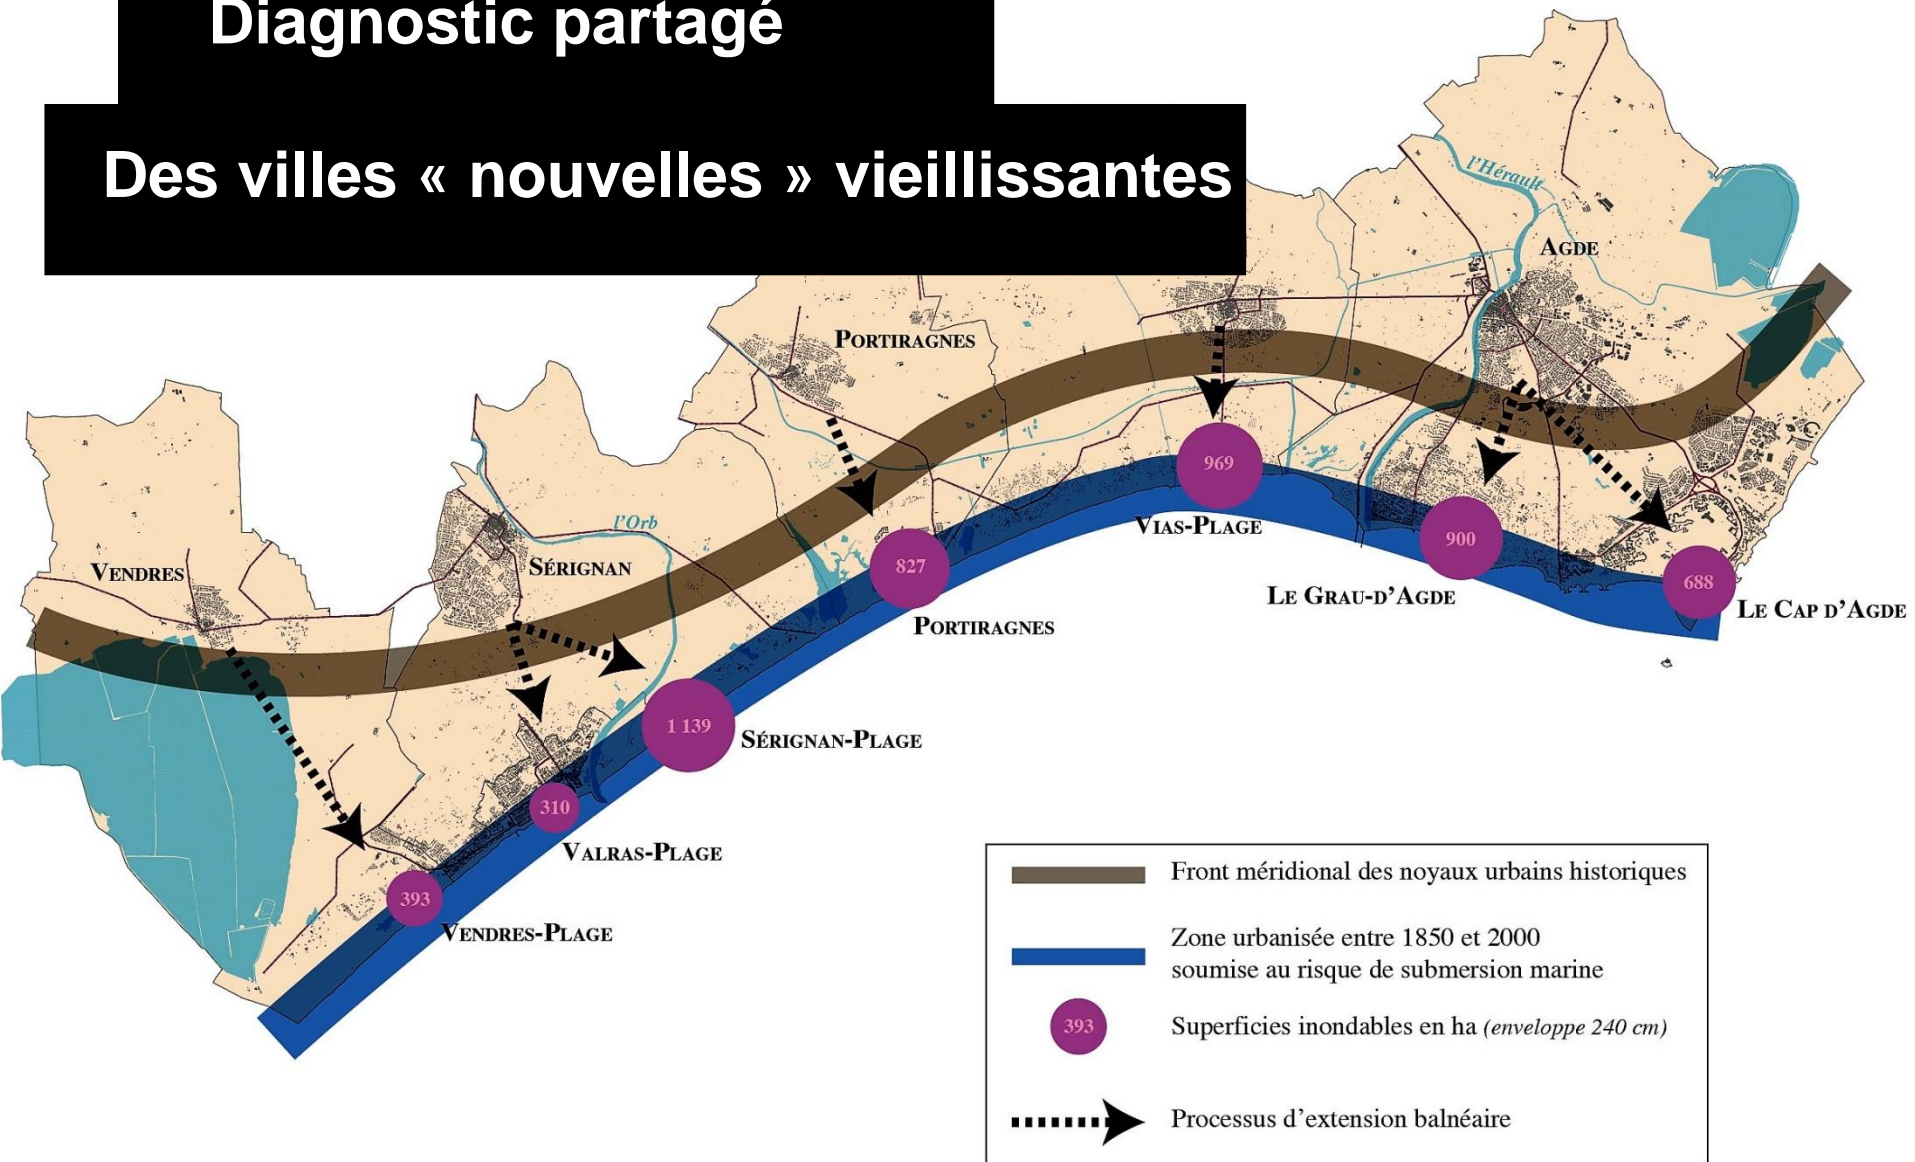 Diagnostic partagé
Des villes « nouvelles » vieillissantes
l'Hérault
AGDE
PORTIRAGNES
969
VIAS-PLAGE
l'Orb
VENDRES
SÉRIGNAN
827
PORTIRAGNES
900
LE GRAU-D'AGDE
688
LE CAP D'AGDE
1 139
SÉRIGNAN-PLAGE
310
VALRAS-PLAGE
393
VENDRES-PLAGE
Front méridional des noyaux urbains historiques
Zone urbanisée entre 1850 et 2000
soumise au risque de submersion marine
393
Superficies inondables en ha (enveloppe 240 cm)
Processus d'extension balnéaire